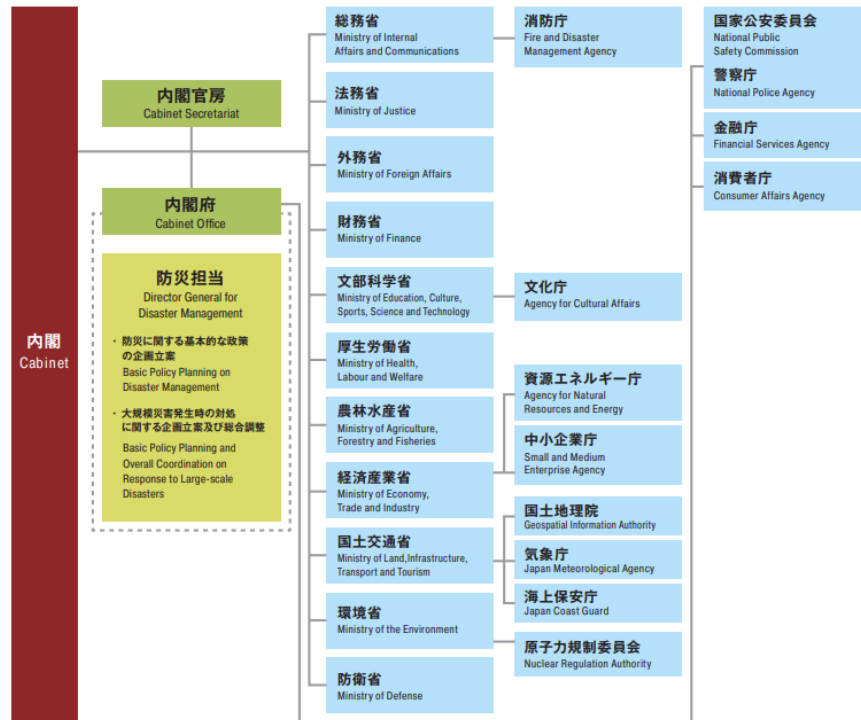 内閣
Cabinet
内閣官房
Cabinet Secretariat
内閣府
Cabinet Office
防災担当
Director General for
Disaster Management
・ 防災に関する基本的な政策
の企画立案
Basic Policy Planning on
Disaster Management
・ 大規模災害発生時の対処
に関する企画立案及び総合調整
Basic Policy Planning and
Overall Coordination on
Response to Large-scale
Disasters
総務省
Ministry of Internal
Affairs and Communications
法務省
Ministry of Justice
外務省
Ministry of Foreign Affairs
財務省
Ministry of Finance
文部科学省
Ministry of Education, Culture,
Sports, Science and Technology
厚生労働省
Ministry of Health,
Labour and Welfare
農林水産省
Ministry of Agriculture,
Forestry and Fisheries
経済産業省
Ministry of Economy,
Trade and Industry
国土交通省
Ministry of Land,Infrastructure,
Transport and Tourism
環境省
Ministry of the Environment
防衛省
Ministry of Defense
消防庁
Fire and Disaster
Management Agency
文化庁
Agency for Cultural Affairs
資源エネルギー庁
Agency for Natural
Resources and Energy
中小企業庁
Small and Medium
Enterprise Agency
国土地理院
Geospatial Information Authority
気象庁
Japan Meteorological Agency
海上保安庁
Japan Coast Guard
原子力規制委員会
Nuclear Regulation Authority
国家公安委員会
National Public
Safety Commission
警察庁
National Police Agency
金融庁
Financial Services Agency
消費者庁
Consumer Affairs Agency